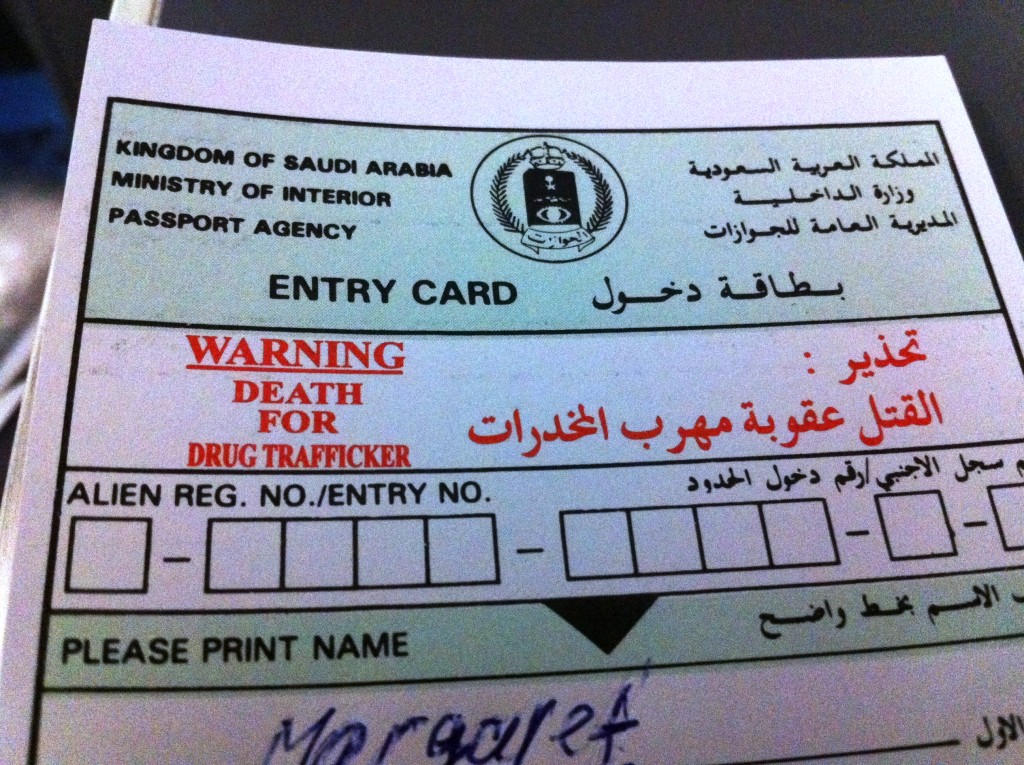 KINGDOM OF SAUDI ARABIA
MINISTRY OF INTERIOR
PASSPORT AGENCY
المملكة العربية السعودية
وزارة الداخلية
المديرية العامة للجوازات
الجوازات
ENTRY CARD
بطاقة دخول
WARNING
DEATH
FOR
DRUG TRAFFICKER
تحذير :
القتل عقوبة مهرب المخدرات
ALIEN REG. NO./ENTRY NO.
سجل الاجنبي/رقم دخول الحدود
PLEASE PRINT NAME
الاسم بخط واضح
Margaret
الاول